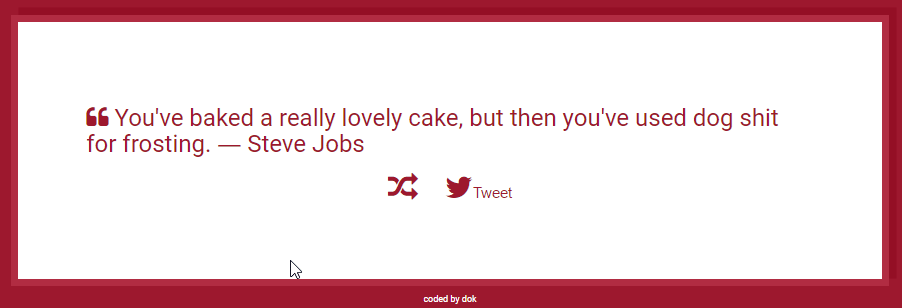 ❝ You've baked a really lovely cake, but then you've used dog shit
for frosting. — Steve Jobs
Tweet
coded by dok